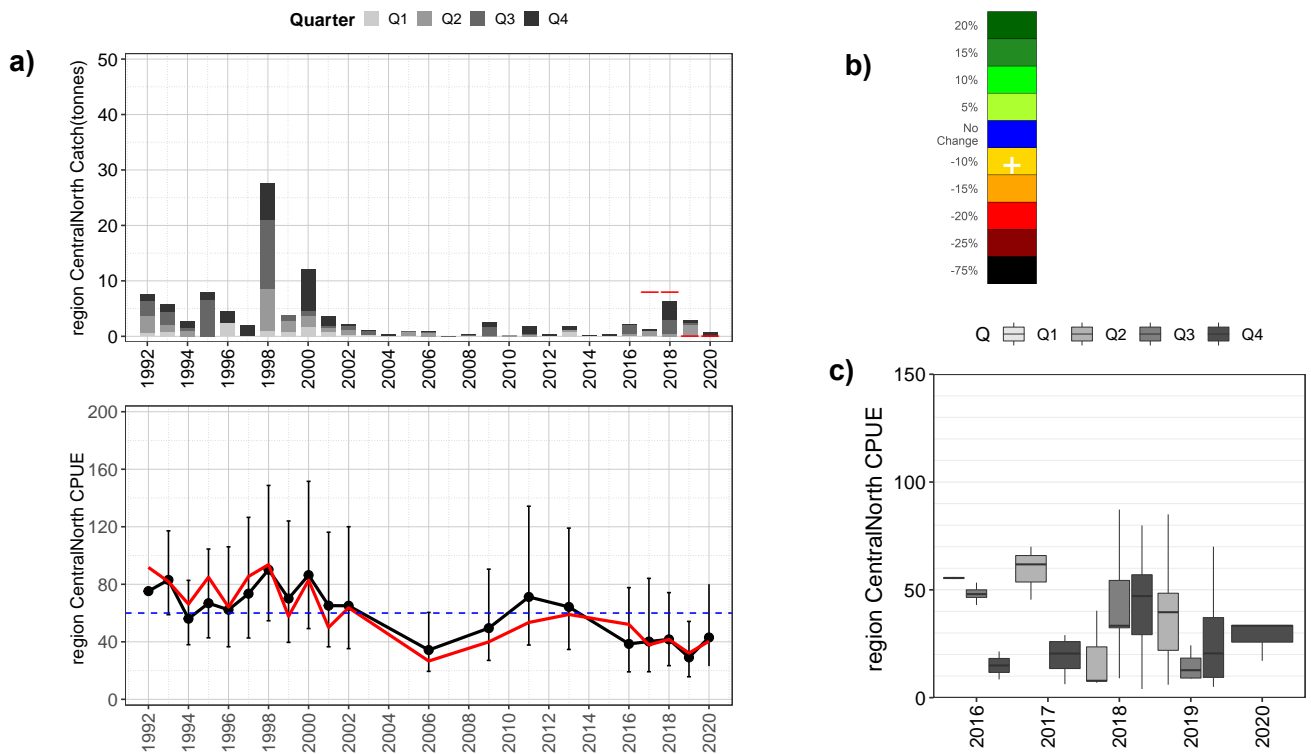 Quarter Q1 Q2 Q3 Q4
a)
region CentralNorth Catch(tonnes)
50
40
30
20
10
0
1992 1994 1996 1998 2000 2002 2004 2006 2008 2010 2012 2014 2016 2018 2020
region CentralNorth CPUE
200
160
120
80
40
0
1992 1994 1996 1998 2000 2002 2004 2006 2008 2010 2012 2014 2016 2018 2020
b)
20%
15%
10%
5%
No
Change
-10%
-15%
-20%
-25%
-75%
Q Q1 Q2 Q3 Q4
c)
region CentralNorth CPUE
150
100
50
0
2016 2017 2018 2019 2020